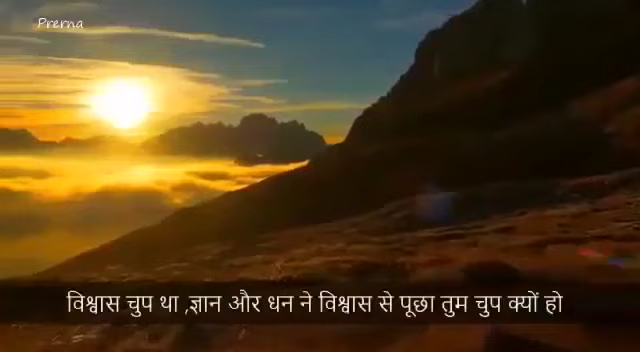 Prerna
विश्वास चुप था ,ज्ञान और धन ने विश्वास से पूछा तुम चुप क्यों हो